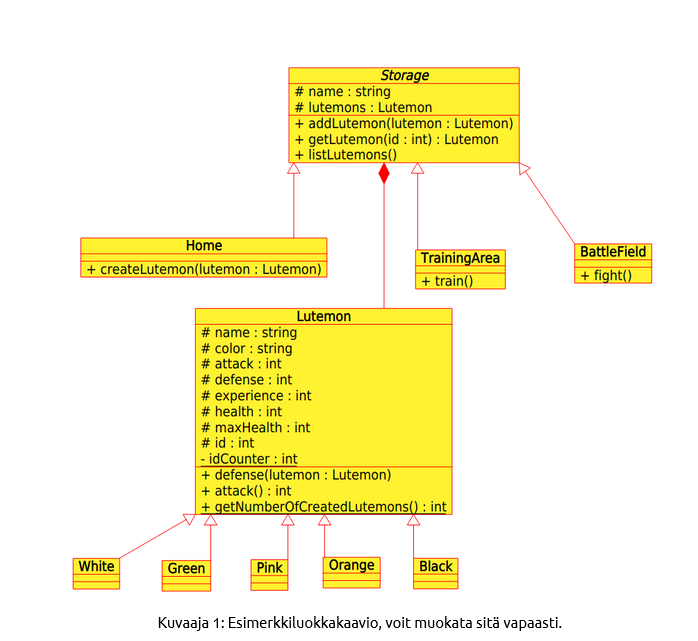 Storage
# name : string
# lutemons : Lutemon
+ addLutemon(lutemon : Lutemon)
+ getLutemon(id : int) : Lutemon
+ listLutemons()
Home
+ createLutemon(lutemon : Lutemon)
TrainingArea
+ train()
BattleField
+ fight()
Lutemon
# name : string
# color : string
# attack : int
# defense : int
# experience : int
# health : int
# maxHealth : int
# id : int
- idCounter : int
+ defense(lutemon : Lutemon)
+ attack() : int
+ getNumberOfCreatedLutemons() : int
White
Green
Pink
Orange
Black
Kuvaaja 1: Esimerkkiluokkakaavio, voit muokata sitä vapaasti.